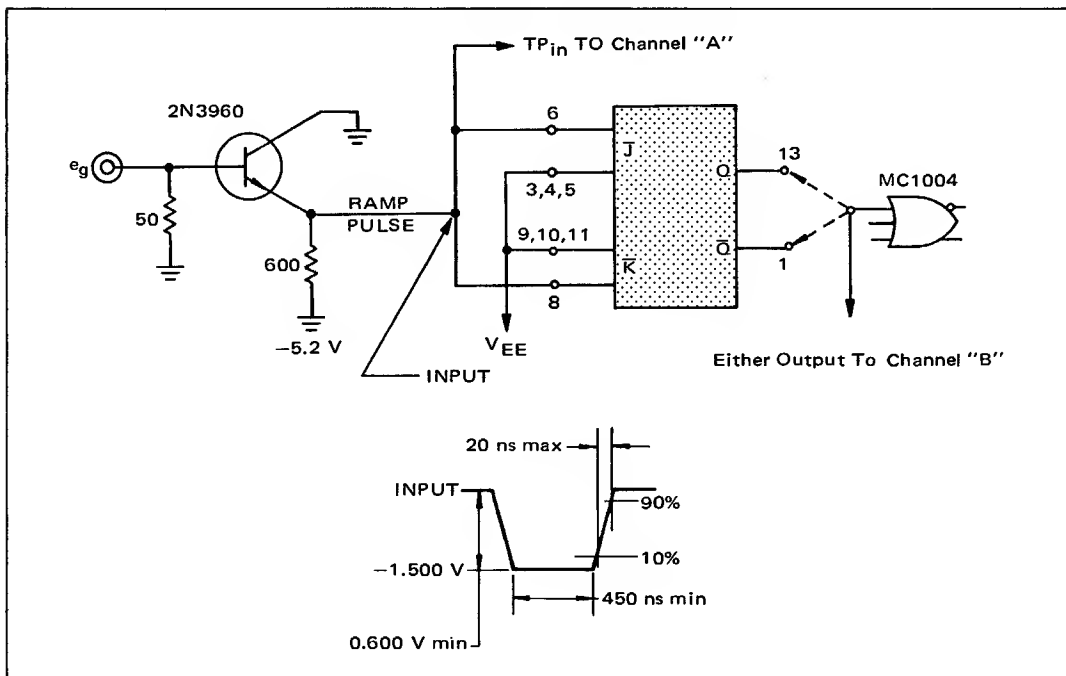 TPin TO Channel "A"
2N3960
eg
50
600
−5.2 V
RAMP
PULSE
INPUT
6
3,4,5
9,10,11
8
VEE
J̅
K̅
Q
Q̅
13
1
MC1004
Either Output To Channel "B"
20 ns max
INPUT
90%
10%
−1.500 V
450 ns min
0.600 V min